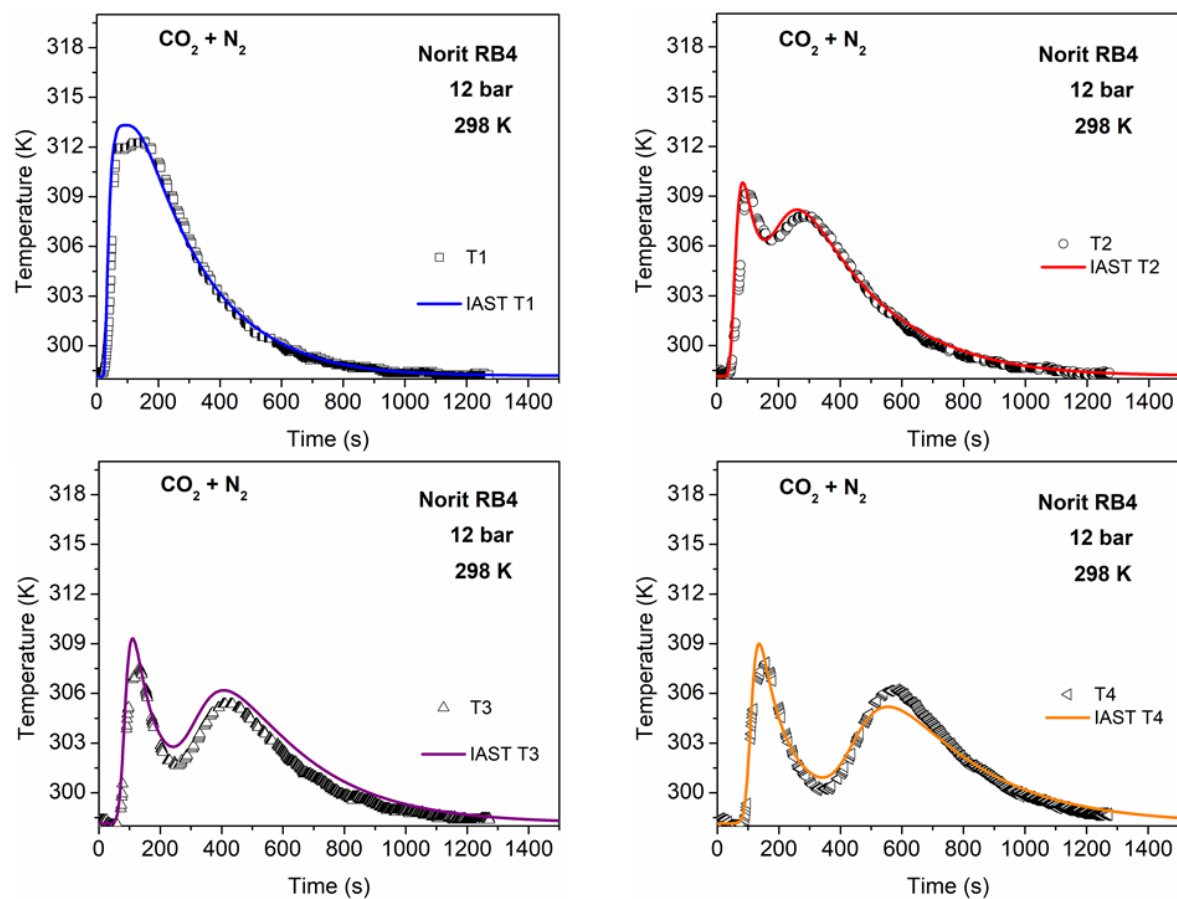 CO2 + N2
Norit RB4
12 bar
298 K
T1
IAST T1
318
315
312
309
306
303
300
Temperature (K)
0 200 400 600 800 1000 1200 1400
Time (s)
CO2 + N2
Norit RB4
12 bar
298 K
T2
IAST T2
318
315
312
309
306
303
300
Temperature (K)
0 200 400 600 800 1000 1200 1400
Time (s)
CO2 + N2
Norit RB4
12 bar
298 K
T3
IAST T3
318
315
312
309
306
303
300
Temperature (K)
0 200 400 600 800 1000 1200 1400
Time (s)
CO2 + N2
Norit RB4
12 bar
298 K
T4
IAST T4
318
315
312
309
306
303
300
Temperature (K)
0 200 400 600 800 1000 1200 1400
Time (s)